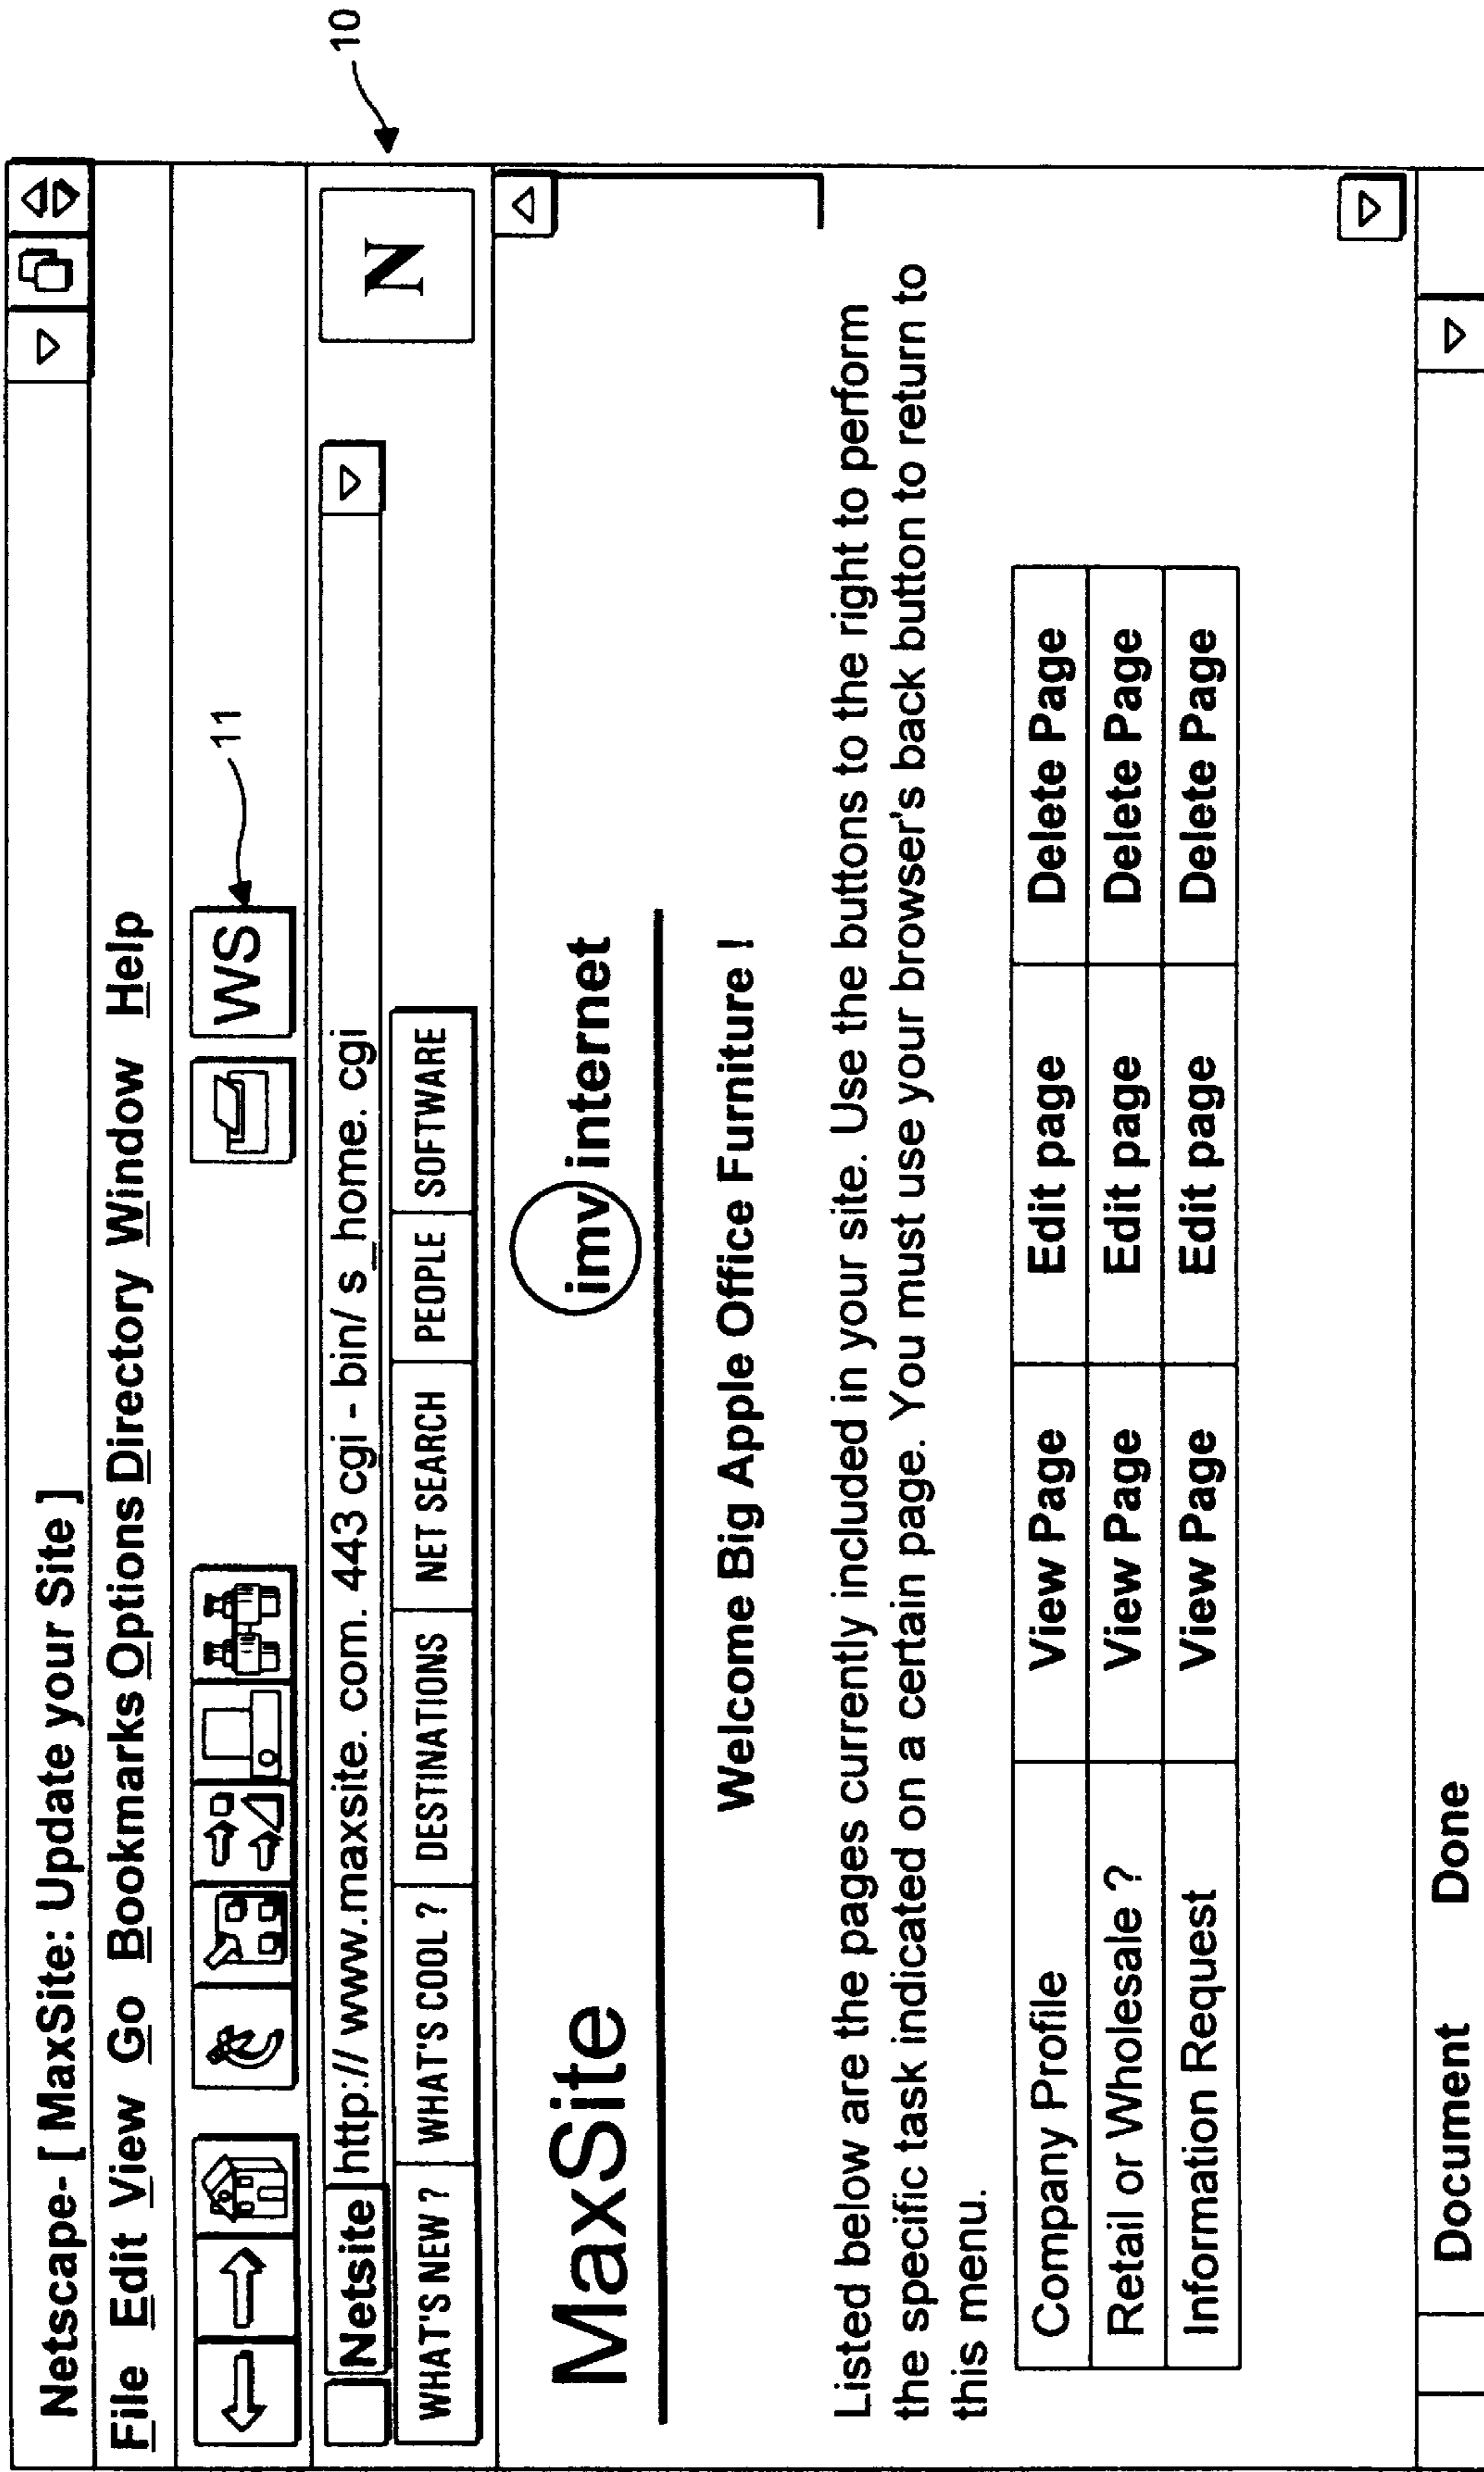 Netscape- [ MaxSite: Update your Site ]
File Edit View Go Bookmarks Options Directory Window Help
WS
11
Netsite http:// www.maxsite. com. 443 cgi - bin/ s_home. cgi
N
10
WHAT'S NEW ? WHAT'S COOL ? DESTINATIONS NET SEARCH PEOPLE SOFTWARE
MaxSite imv internet
Welcome Big Apple Office Furniture !
Listed below are the pages currently included in your site. Use the buttons to the right to perform
the specific task indicated on a certain page. You must use your browser's back button to return to
this menu.
Company Profile View Page Edit page Delete Page
Retail or Wholesale ? View Page Edit page Delete Page
Information Request View Page Edit page Delete Page
Document Done